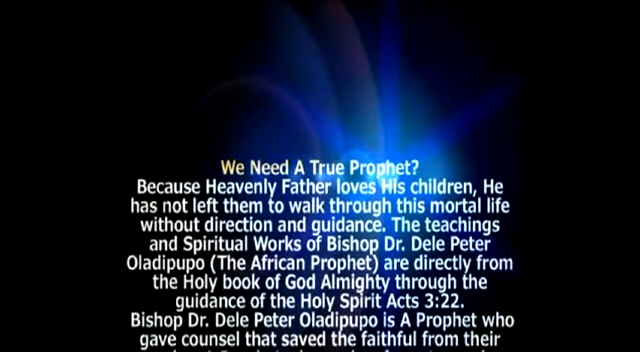 We Need A True Prophet?
Because Heavenly Father loves His children, He
has not left them to walk through this mortal life
without direction and guidance. The teachings
and Spiritual Works of Bishop Dr. Dele Peter
Oladipupo (The African Prophet) are directly from
the Holy book of God Almighty through the
guidance of the Holy Spirit Acts 3:22.
Bishop Dr. Dele Peter Oladipupo is A Prophet who
gave counsel that saved the faithful from their